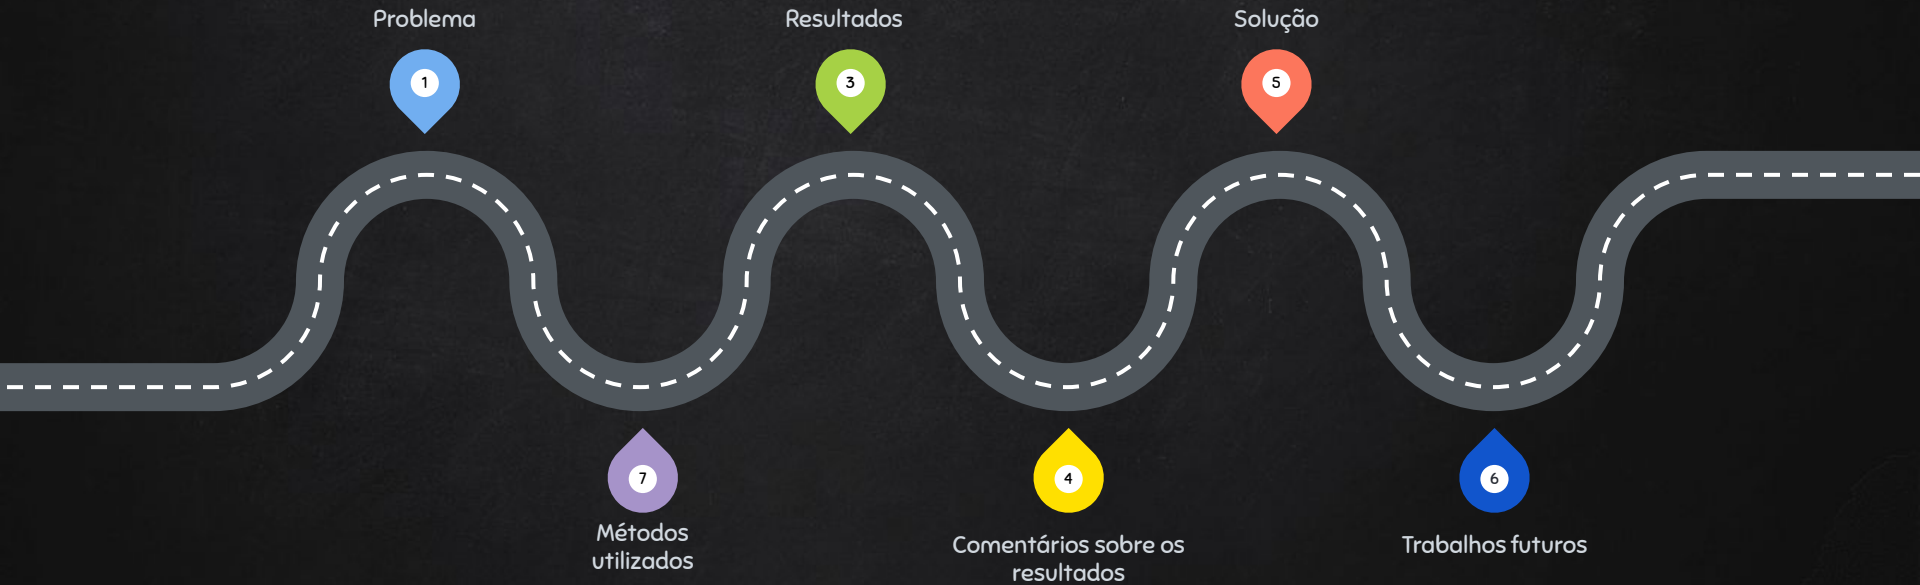 Problema
Resultados
Solução
1
3
5
7
4
6
Métodos
utilizados
Comentários sobre os
resultados
Trabalhos futuros